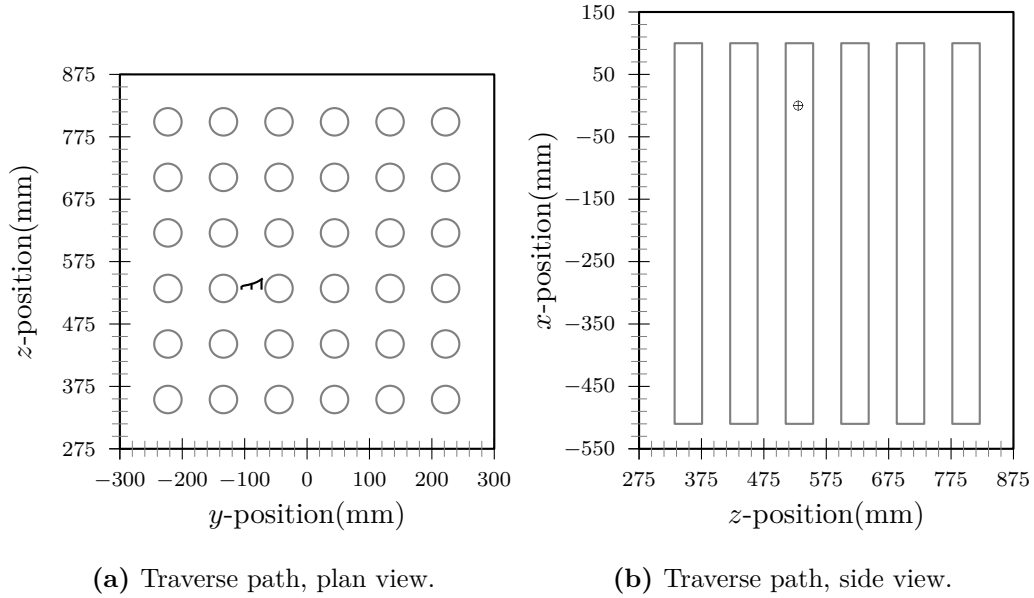 875
775
675
575
475
375
275
−300 −200 −100 0 100 200 300
z-position(mm)
y-position(mm)
(a) Traverse path, plan view.
150
50
−50
−150
−250
−350
−450
−550
275 375 475 575 675 775 875
x-position(mm)
z-position(mm)
(b) Traverse path, side view.